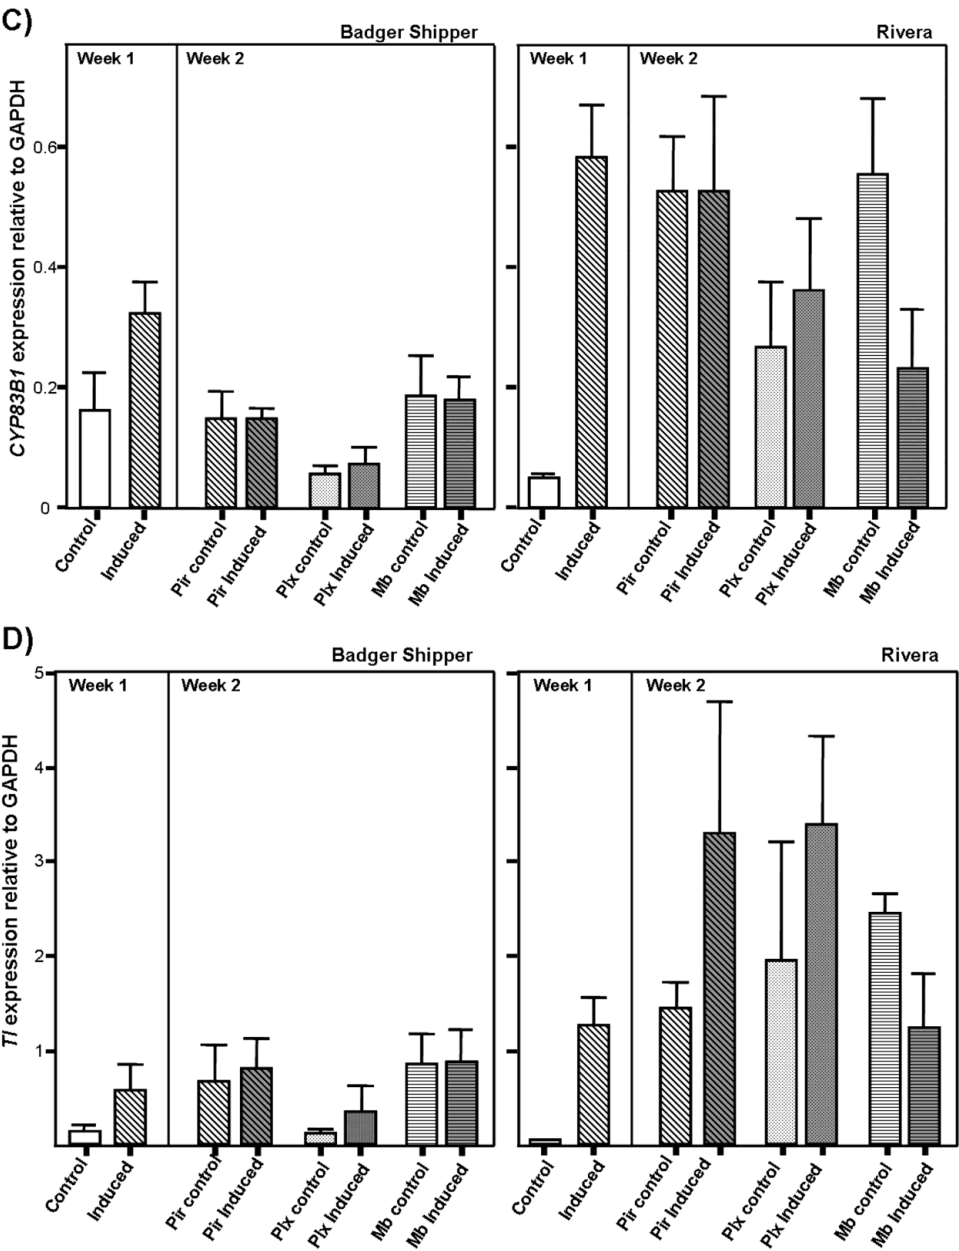 C)
Badger Shipper
Rivera
Week 1
Week 2
Week 1
Week 2
CYP83B1 expression relative to GAPDH
0.6
0.4
0.2
0
Control
Induced
Pir control
Pir Induced
Plx control
Plx Induced
Mb control
Mb Induced
Control
Induced
Pir control
Pir Induced
Plx control
Plx Induced
Mb control
Mb Induced
D)
Badger Shipper
Rivera
Week 1
Week 2
Week 1
Week 2
TI expression relative to GAPDH
5
4
3
2
1
Control
Induced
Pir control
Pir Induced
Plx control
Plx Induced
Mb control
Mb Induced
Control
Induced
Pir control
Pir Induced
Plx control
Plx Induced
Mb control
Mb Induced